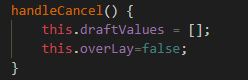 handleCancel() {
this.draftValues = [];
this.overLay=false;
}